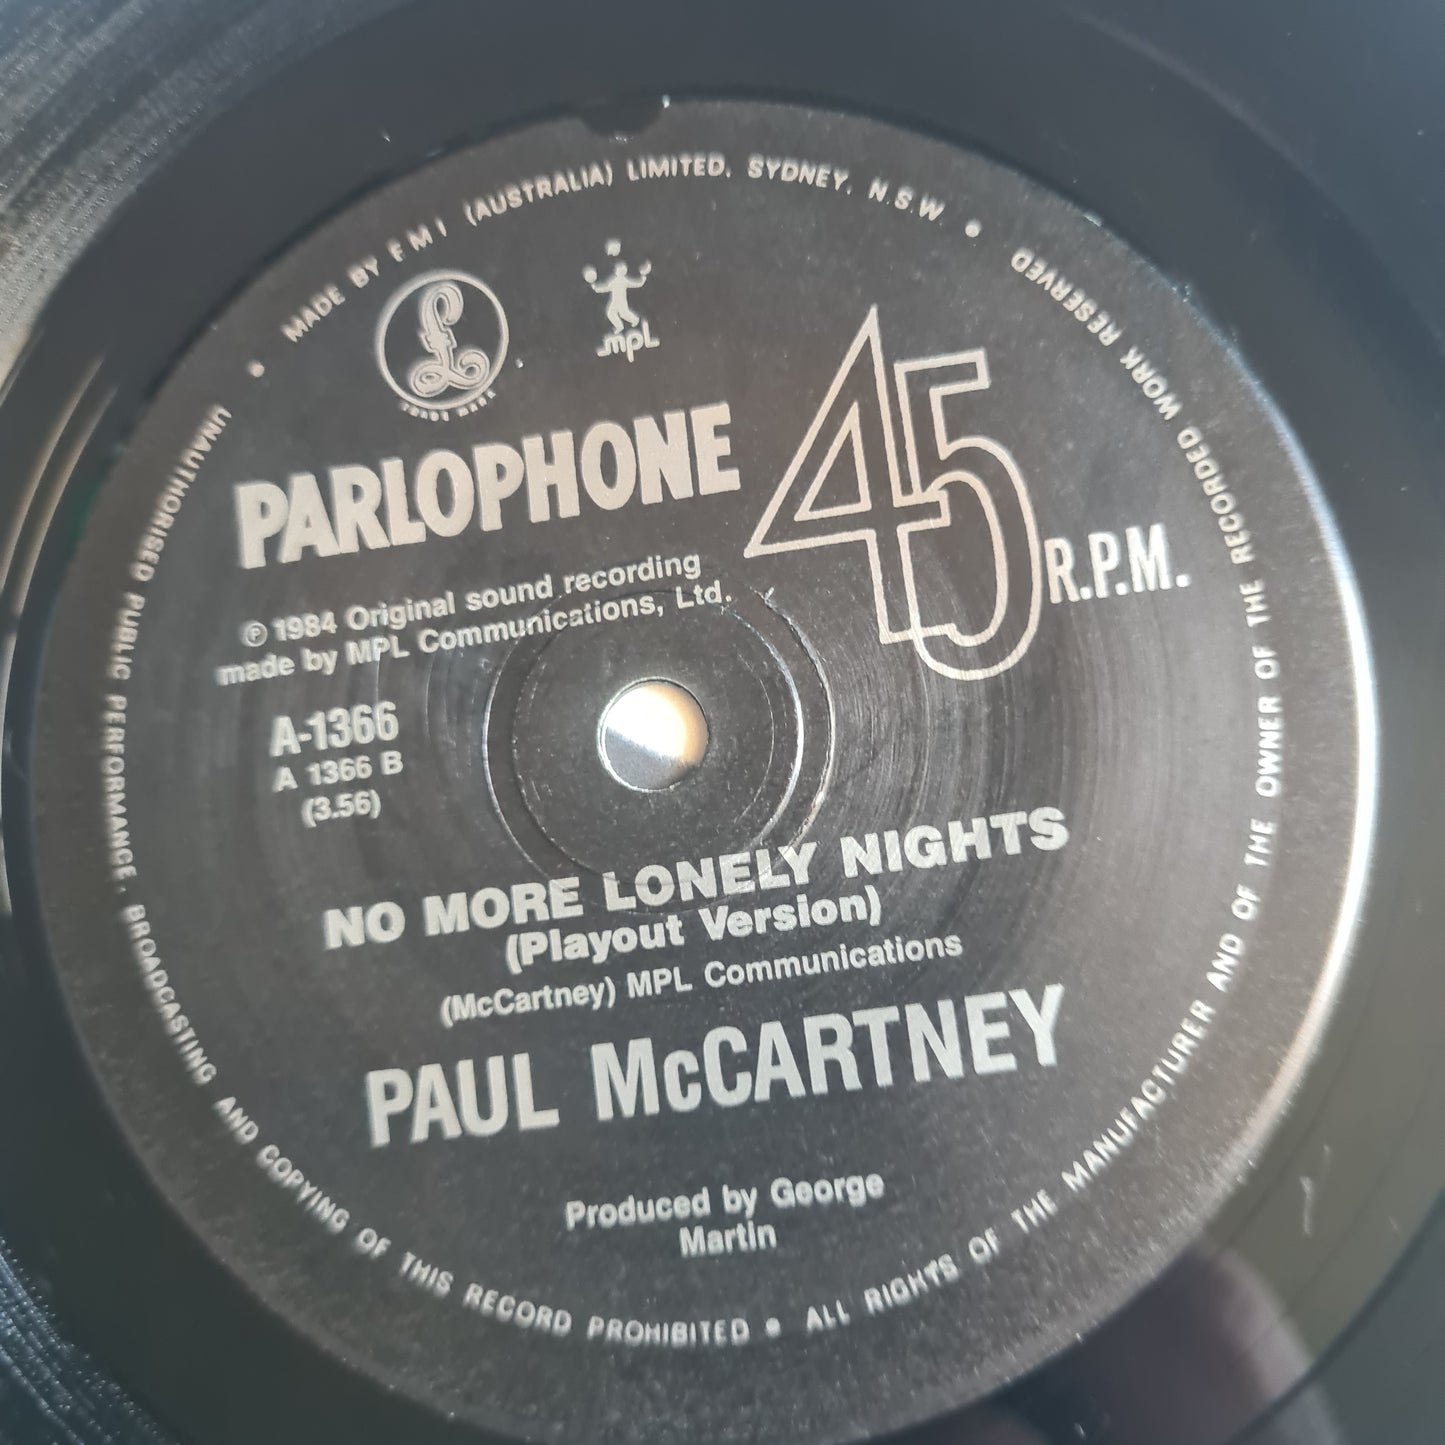 MADE BY EMI (AUSTRALIA) LIMITED. SYDNEY. N.S.W. •
£
TRADE MARK
MPL
PARLOPHONE
45
R.P.M.
℗ 1984 Original sound recording
made by MPL Communications, Ltd.
A-1366
A 1366 B
(3.56)
NO MORE LONELY NIGHTS
(Playout Version)
(McCartney) MPL Communications
PAUL McCARTNEY
Produced by George
Martin
• UNAUTHORISED PUBLIC PERFORMANCE, BROADCASTING AND COPYING OF THIS RECORD PROHIBITED • ALL RIGHTS OF THE MANUFACTURER AND OF THE OWNER OF THE RECORDED WORK RESERVED